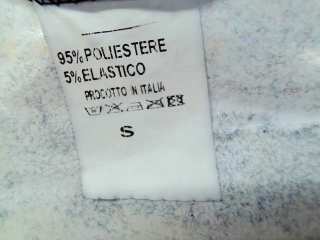 95% POLIESTERE
5% ELASTICO
PRODOTTO IN ITALIA
S